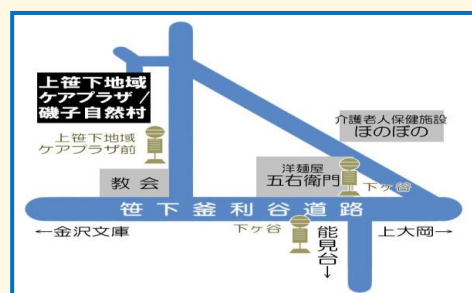 上笹下地域
ケアプラザ/
磯子自然村
上笹下地域
ケアプラザ前
介護老人保健施設
ほのぼの
教会
洋麺屋
五右衛門
下ケ谷
笹下釜利谷道路
←金沢文庫
下ケ谷
能見台→
上大岡→